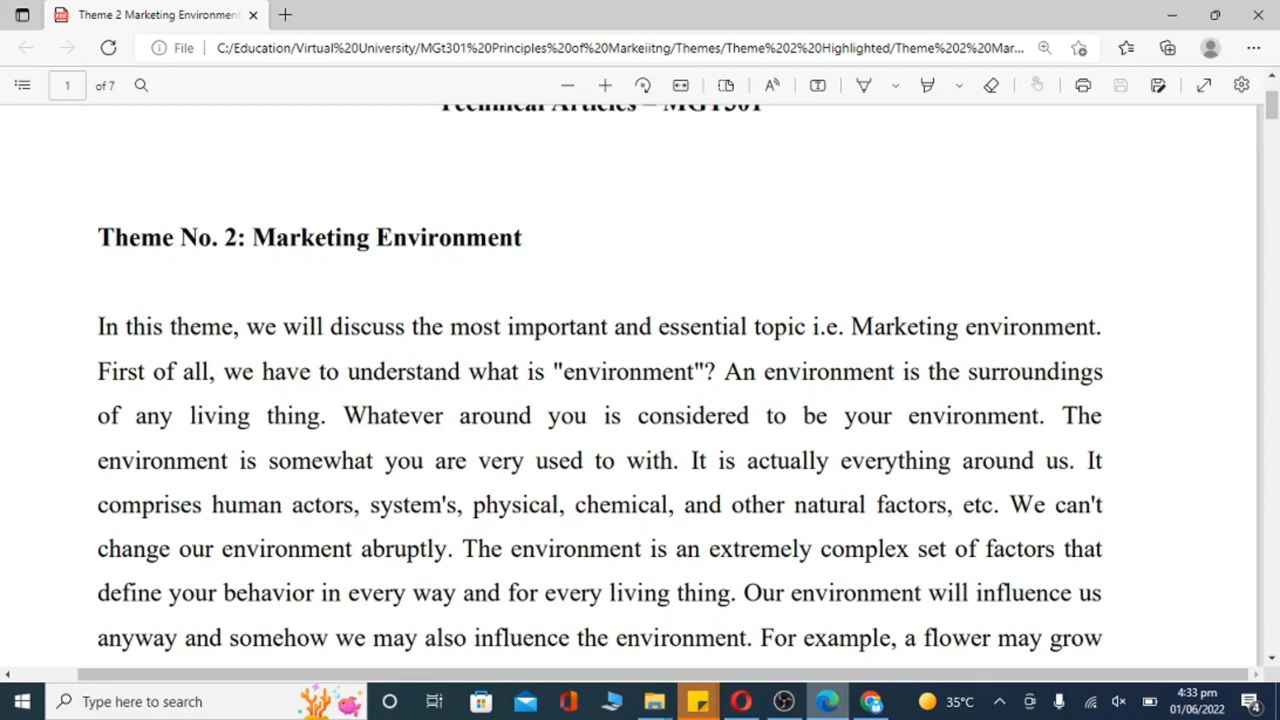 Theme 2 Marketing Environment
File
C:/Education/Virtual%20University/MGt301%20Principles%20of%20Markeiitng/Themes/Theme%202%20Highlighted/Theme%202%20Mar...
1 of 7
Technical Articles – MGT301
Theme No. 2: Marketing Environment
In this theme, we will discuss the most important and essential topic i.e. Marketing environment.
First of all, we have to understand what is "environment"? An environment is the surroundings
of any living thing. Whatever around you is considered to be your environment. The
environment is somewhat you are very used to with. It is actually everything around us. It
comprises human actors, system's, physical, chemical, and other natural factors, etc. We can't
change our environment abruptly. The environment is an extremely complex set of factors that
define your behavior in every way and for every living thing. Our environment will influence us
anyway and somehow we may also influence the environment. For example, a flower may grow
Type here to search
35°C
4:33 pm
01/06/2022
4